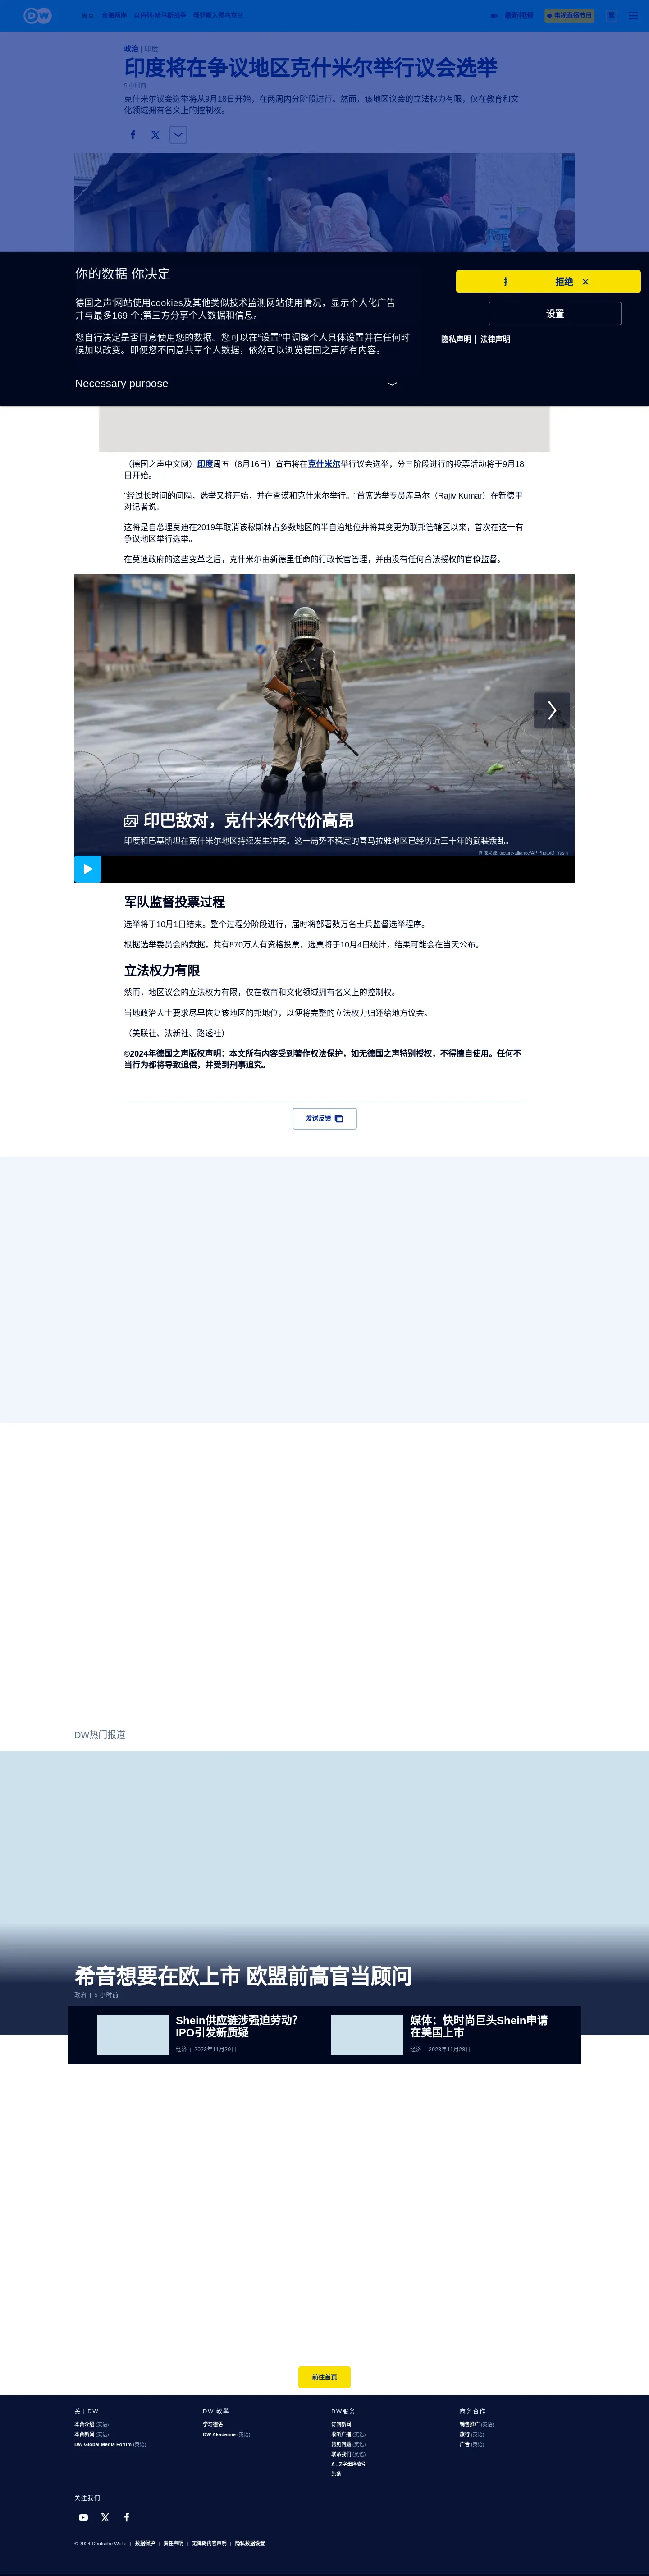 DW
最新视频
电视直播节目
繁
政治 | 印度
印度将在争议地区克什米尔举行议会选举
5 小时前
克什米尔议会选举将从9月18日开始，在两周内分阶段进行。然而，该地区议会的立法权力有限，仅在教育和文
化领域拥有名义上的控制权。
你的数据 你决定
德国之声'网站使用cookies及其他类似技术监测网站使用情况，显示个人化广告
并与最多169 个;第三方分享个人数据和信息。
您自行决定是否同意使用您的数据。您可以在“设置”中调整个人具体设置并在任何时
候加以改变。即便您不同意共享个人数据，依然可以浏览德国之声所有内容。
Necessary purpose
拒绝
设置
隐私声明 | 法律声明
（德国之声中文网）印度周五（8月16日）宣布将在克什米尔举行议会选举，分三阶段进行的投票活动将于9月18
日开始。
"经过长时间的间隔，选举又将开始，并在查谟和克什米尔举行。"首席选举专员库马尔（Rajiv Kumar）在新德里
对记者说。
这将是自总理莫迪在2019年取消该穆斯林占多数地区的半自治地位并将其变更为联邦管辖区以来，首次在这一有
争议地区举行选举。
在莫迪政府的这些变革之后，克什米尔由新德里任命的行政长官管理，并由没有任何合法授权的官僚监督。
印巴敌对，克什米尔代价高昂
印度和巴基斯坦在克什米尔地区持续发生冲突。这一局势不稳定的喜马拉雅地区已经历近三十年的武装叛乱。
图像来源: picture-alliance/AP Photo/D. Yasin
军队监督投票过程
选举将于10月1日结束。整个过程分阶段进行，届时将部署数万名士兵监督选举程序。
根据选举委员会的数据，共有870万人有资格投票，选票将于10月4日统计，结果可能会在当天公布。
立法权力有限
然而，地区议会的立法权力有限，仅在教育和文化领域拥有名义上的控制权。
当地政治人士要求尽早恢复该地区的邦地位，以便将完整的立法权力归还给地方议会。
（美联社、法新社、路透社）
©2024年德国之声版权声明：本文所有内容受到著作权法保护，如无德国之声特别授权，不得擅自使用。任何不
当行为都将导致追偿，并受到刑事追究。
发送反馈
DW热门报道
希音想要在欧上市 欧盟前高官当顾问
政治 | 5 小时前
Shein供应链涉强迫劳动?
IPO引发新质疑
经济 | 2023年11月29日
媒体：快时尚巨头Shein申请
在美国上市
经济 | 2023年11月28日
前往首页
关于DW
本台介绍 (英语)
本台新闻 (英语)
DW Global Media Forum (英语)
DW 教學
学习德语
DW Akademie (英语)
DW服务
订阅新闻
收听广播 (英语)
常见问题 (英语)
联系我们 (英语)
A - Z字母序索引
头条
商务合作
销售推广 (英语)
旅行 (英语)
广告 (英语)
关注我们
© 2024 Deutsche Welle | 数据保护 | 责任声明 | 无障碍内容声明 | 隐私数据设置